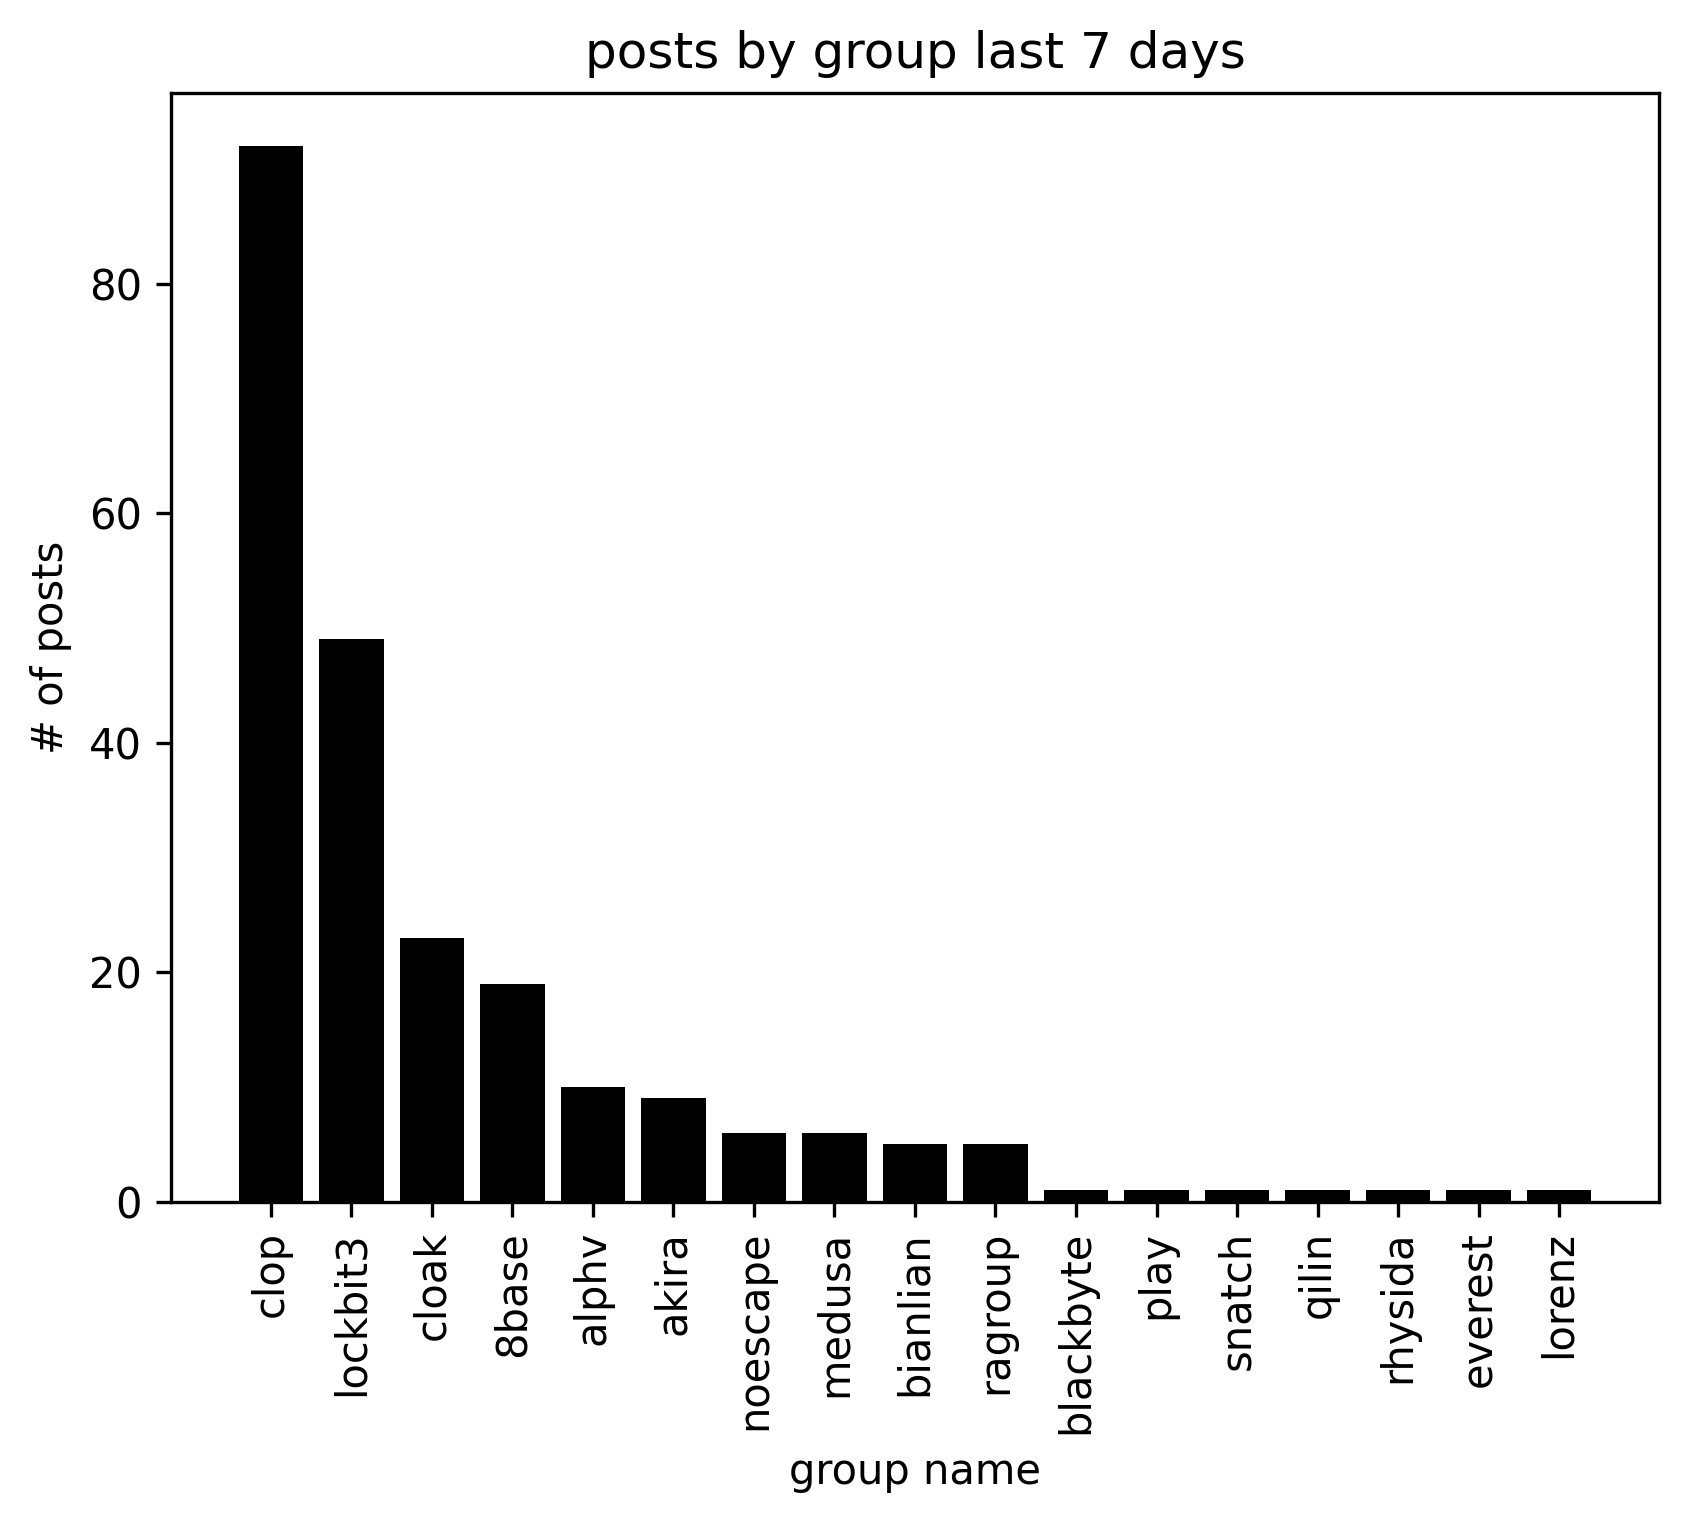 posts by group last 7 days
# of posts
80
60
40
20
0
clop
lockbit3
cloak
8base
alphv
akira
noescape
medusa
bianlian
ragroup
blackbyte
play
snatch
qilin
rhysida
everest
lorenz
group name